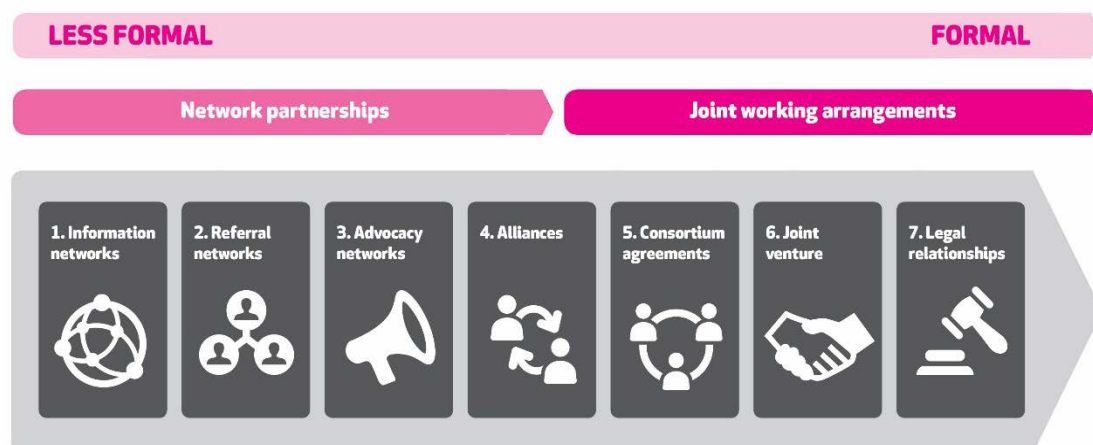 LESS FORMAL
FORMAL
Network partnerships
Joint working arrangements
1. Information
networks
2. Referral
networks
3. Advocacy
networks
4. Alliances
5. Consortium
agreements
6. Joint
venture
7. Legal
relationships